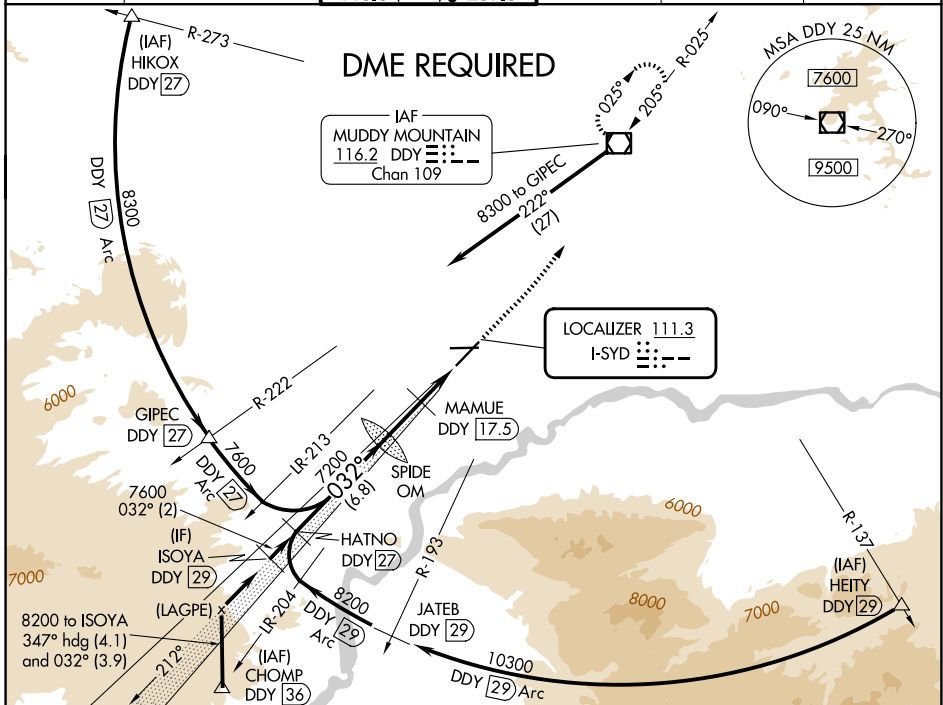 R-273
(IAF)
HIKOX
DDY 27
DME REQUIRED
R-025
025°
205°
MSA DDY 25 NM
7600
090°
270°
9500
IAF
MUDDY MOUNTAIN
116.2 DDY
Chan 109
8300 to GIPEC
222°
(27)
8300
DDY 27 Arc
LOCALIZER 111.3
I-SYD
6000
R-222
GIPEC
DDY 27
7600
DDY 27
Arc
LR-213
7200
032°
(6.8)
MAMUE
DDY 17.5
SPIDE
OM
7600
032° (2)
(IF)
ISOYA
DDY 29
HATNO
DDY 27
R-193
6000
R-137
(IAF)
HEITY
DDY 29
7000
(LAGPE)
8200 to ISOYA
347° hdg (4.1)
and 032° (3.9)
212°
LR-204
(IAF)
CHOMP
DDY 36
8200
DDY 29
Arc
JATEB
DDY 29
8000
7000
10300
DDY 29 Arc